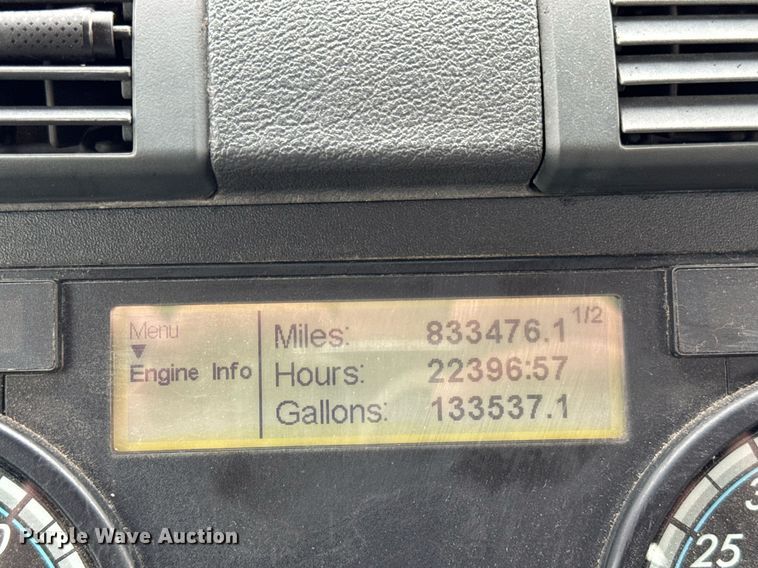 Menu
Engine Info
1/2
Miles: 833476.1
Hours: 22396:57
Gallons: 133537.1
25
Purple Wave Auction